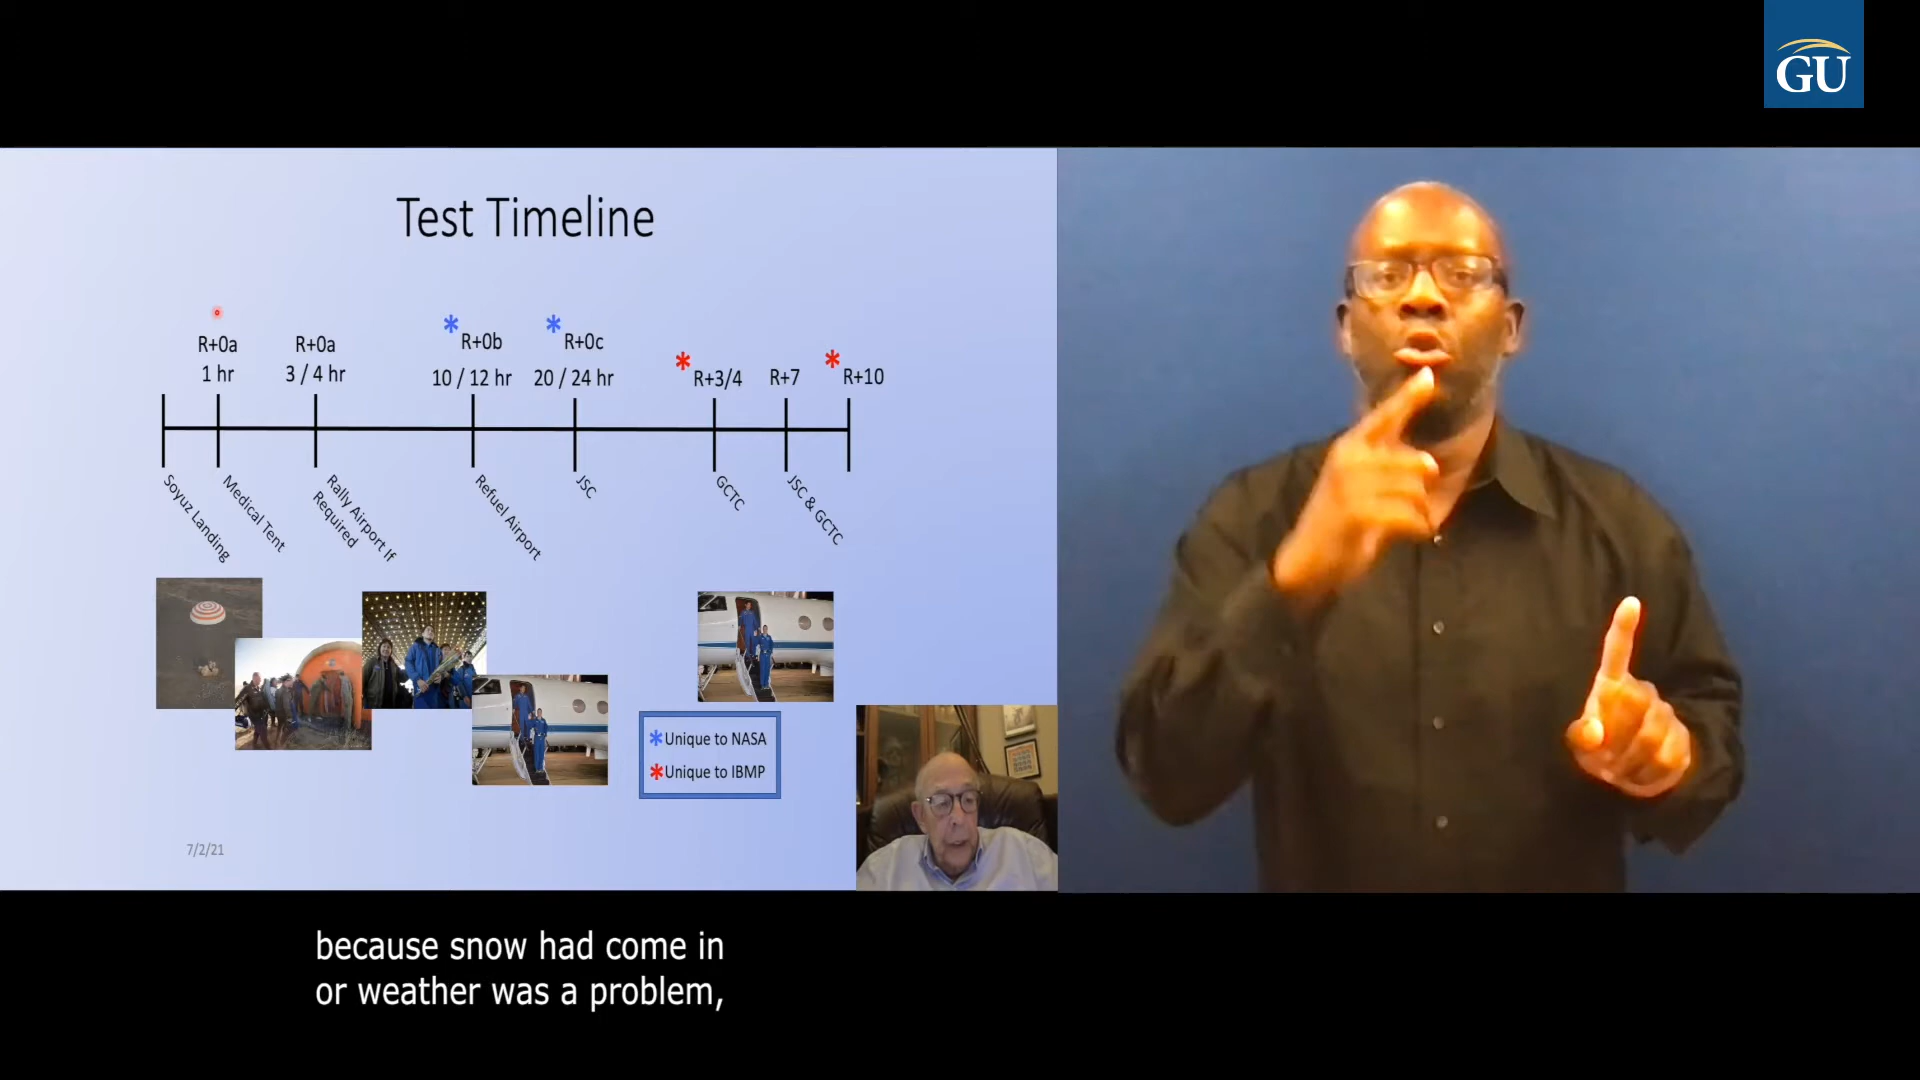 GU
Test Timeline
R+0a
1 hr
R+0a
3 / 4 hr
* R+0b
10 / 12 hr
* R+0c
20 / 24 hr
* R+3/4
R+7
* R+10
Soyuz Landing
Medical Tent
Rally Airport If
Required
Refuel Airport
JSC
GCTC
JSC & GCTC
*Unique to NASA
*Unique to IBMP
7/2/21
because snow had come in
or weather was a problem,